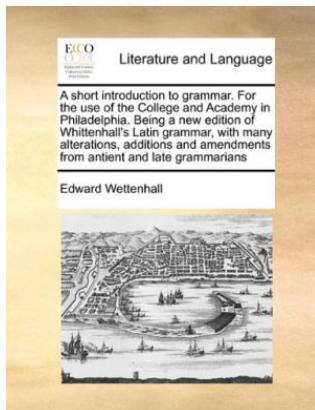 ECCO
Literature and Language
A short introduction to grammar. For
the use of the College and Academy in
Philadelphia. Being a new edition of
Whittenhall's Latin grammar, with many
alterations, additions and amendments
from antient and late grammarians
Edward Wettenhall